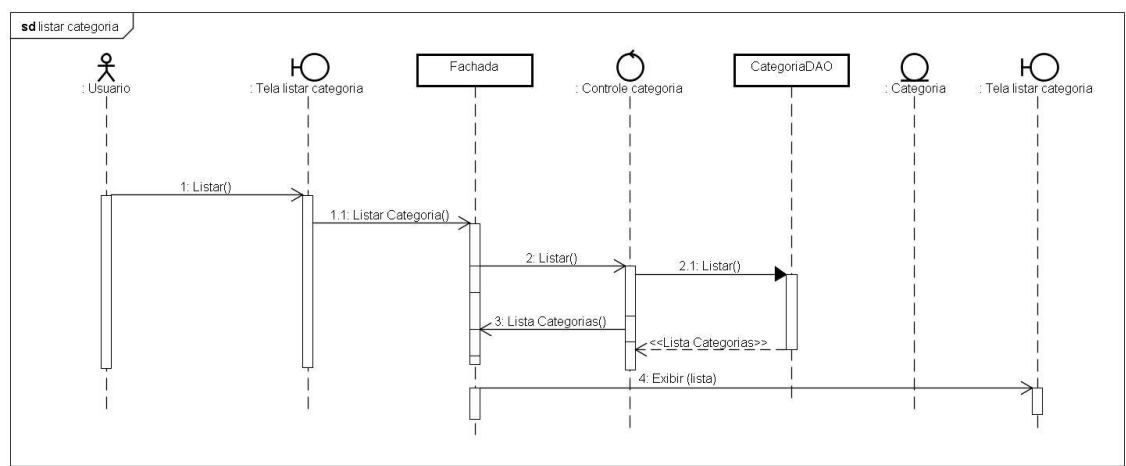 sd listar categoria
: Usuario
: Tela listar categoria
Fachada
: Controle categoria
CategoriaDAO
: Categoria
: Tela listar categoria
1: Listar()
1.1: Listar Categoria()
2: Listar()
2.1: Listar()
3: Lista Categorias()
<<Lista Categorias>>
4: Exibir (lista)